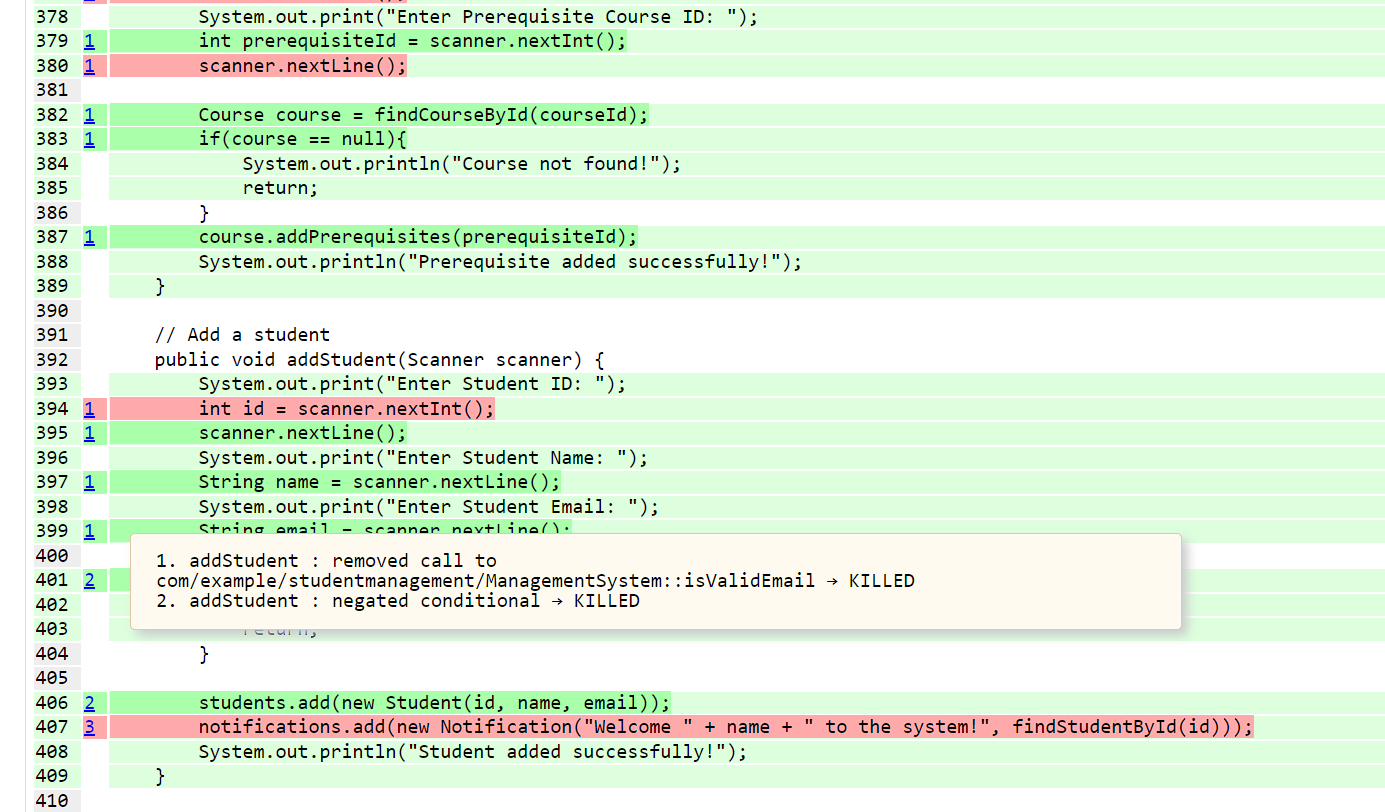 378 System.out.print("Enter Prerequisite Course ID: ");
379 1 int prerequisiteId = scanner.nextInt();
380 1 scanner.nextLine();
381
382 1 Course course = findCourseById(courseId);
383 1 if(course == null){
384 System.out.println("Course not found!");
385 return;
386 }
387 1 course.addPrerequisites(prerequisiteId);
388 System.out.println("Prerequisite added successfully!");
389 }
390
391 // Add a student
392 public void addStudent(Scanner scanner) {
393 System.out.print("Enter Student ID: ");
394 1 int id = scanner.nextInt();
395 1 scanner.nextLine();
396 System.out.print("Enter Student Name: ");
397 1 String name = scanner.nextLine();
398 System.out.print("Enter Student Email: ");
399 1 String email = scanner.nextLine();
400
1. addStudent : removed call to
com/example/studentmanagement/ManagementSystem::isValidEmail → KILLED
2. addStudent : negated conditional → KILLED
401 2
402
403 return;
404 }
405
406 2 students.add(new Student(id, name, email));
407 3 notifications.add(new Notification("Welcome " + name + " to the system!", findStudentById(id)));
408 System.out.println("Student added successfully!");
409 }
410